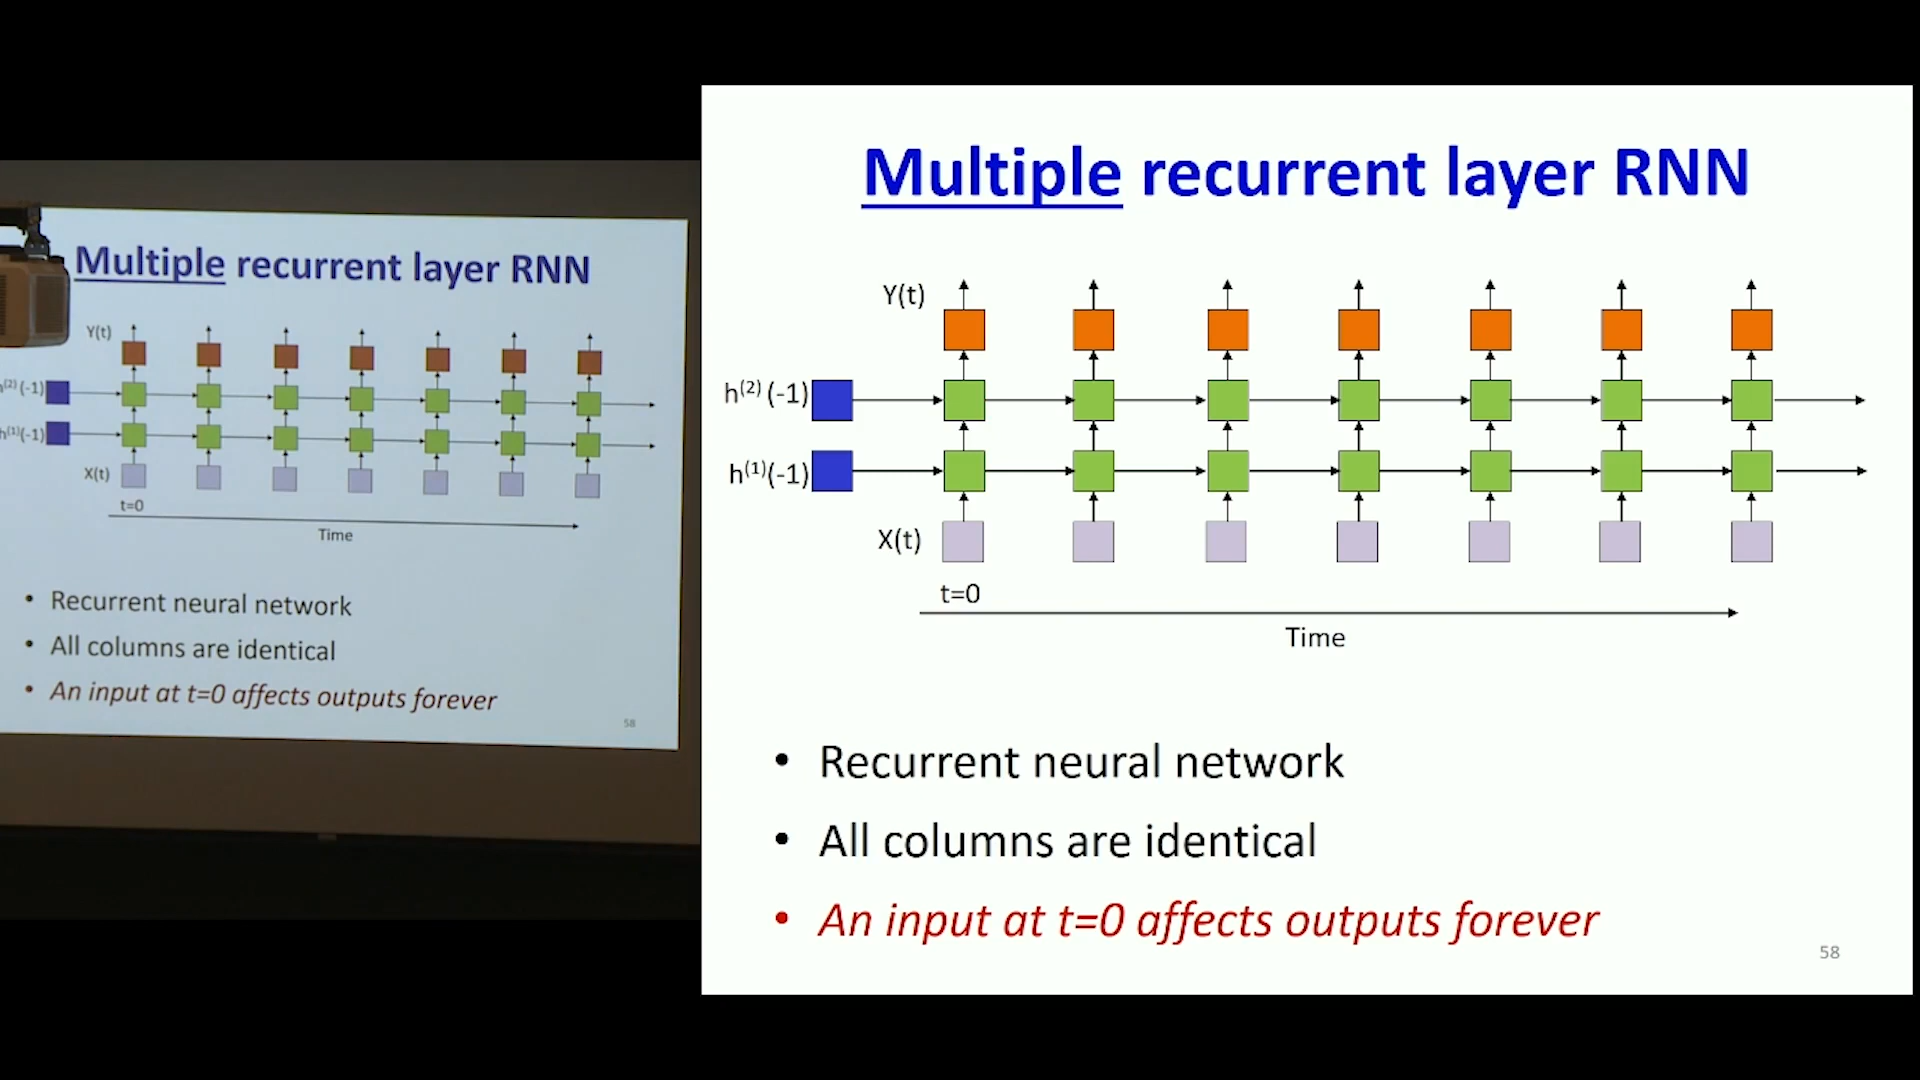 Multiple recurrent layer RNN
Y(t)
h(2)(-1)
h(1)(-1)
X(t)
t=0
Time
• Recurrent neural network
• All columns are identical
• An input at t=0 affects outputs forever
58
Multiple recurrent layer RNN
Y(t)
h(2) (-1)
h(1)(-1)
X(t)
t=0
Time
• Recurrent neural network
• All columns are identical
• An input at t=0 affects outputs forever
58